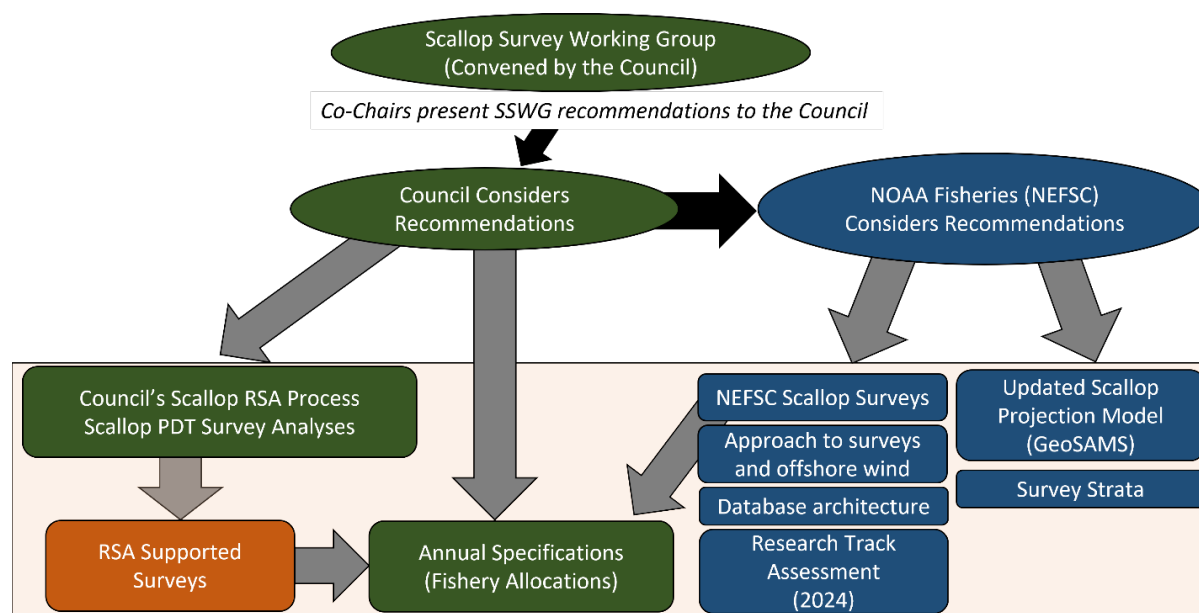 Scallop Survey Working Group
(Convened by the Council)
Co-Chairs present SSWG recommendations to the Council
Council Considers
Recommendations
NOAA Fisheries (NEFSC)
Considers Recommendations
Council’s Scallop RSA Process
Scallop PDT Survey Analyses
RSA Supported
Surveys
Annual Specifications
(Fishery Allocations)
NEFSC Scallop Surveys
Approach to surveys
and offshore wind
Database architecture
Research Track
Assessment
(2024)
Updated Scallop
Projection Model
(GeoSAMS)
Survey Strata